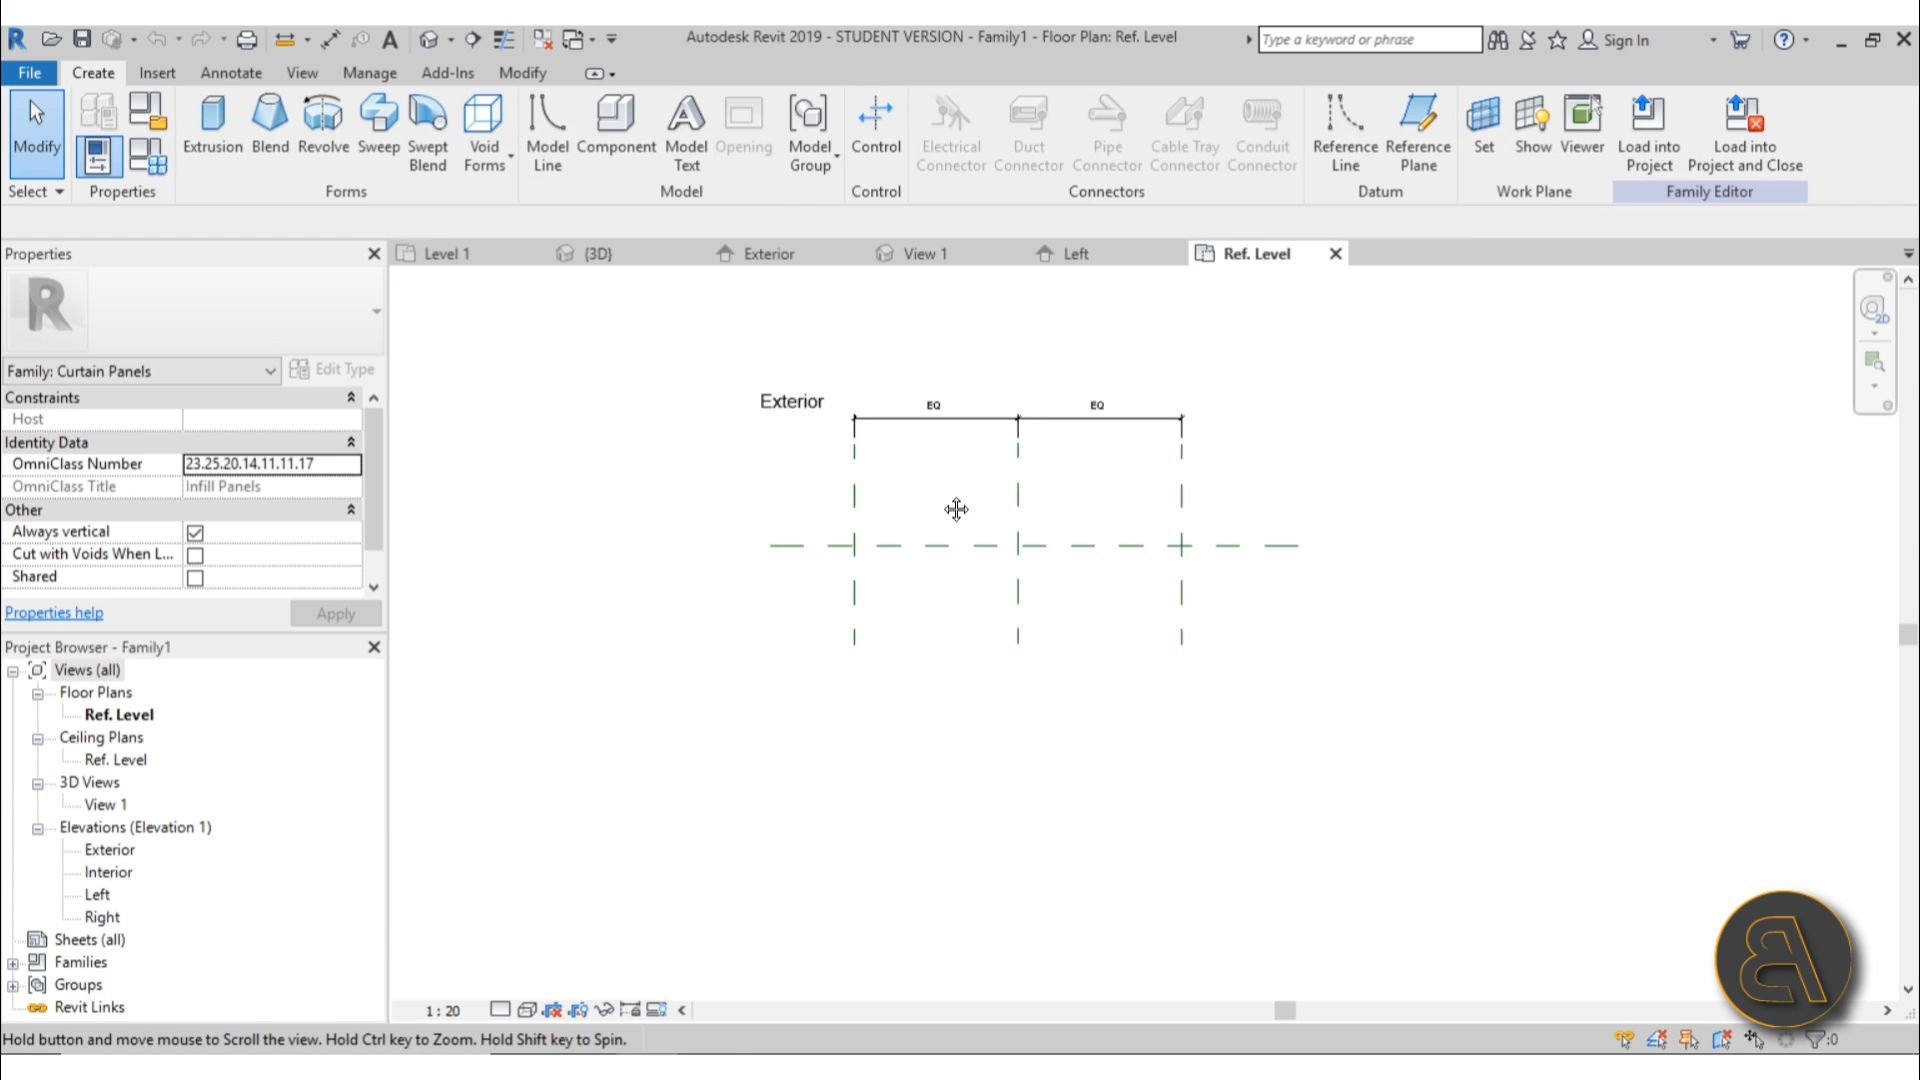 Autodesk Revit 2019 - STUDENT VERSION - Family1 - Floor Plan: Ref. Level
Type a keyword or phrase
Sign In
File Create Insert Annotate View Manage Add-Ins Modify
Modify
Extrusion Blend Revolve Sweep Swept Blend Void Forms
Model Line Component Model Text Opening Model Group
Control
Electrical Connector Duct Connector Pipe Connector Cable Tray Connector Conduit Connector
Reference Line Reference Plane
Set Show Viewer
Load into Project Load into Project and Close
Select Properties Forms Model Control Connectors Datum Work Plane Family Editor
Properties
Level 1 {3D} Exterior View 1 Left Ref. Level
R
2D
Family: Curtain Panels Edit Type
Constraints
Host
Identity Data
OmniClass Number 23.25.20.14.11.11.17
OmniClass Title Infill Panels
Other
Always vertical
Cut with Voids When L...
Shared
Properties help Apply
Exterior EQ EQ
Project Browser - Family1
Views (all)
Floor Plans
Ref. Level
Ceiling Plans
Ref. Level
3D Views
View 1
Elevations (Elevation 1)
Exterior
Interior
Left
Right
Sheets (all)
Families
Groups
Revit Links
1 : 20
Hold button and move mouse to Scroll the view. Hold Ctrl key to Zoom. Hold Shift key to Spin.
:0